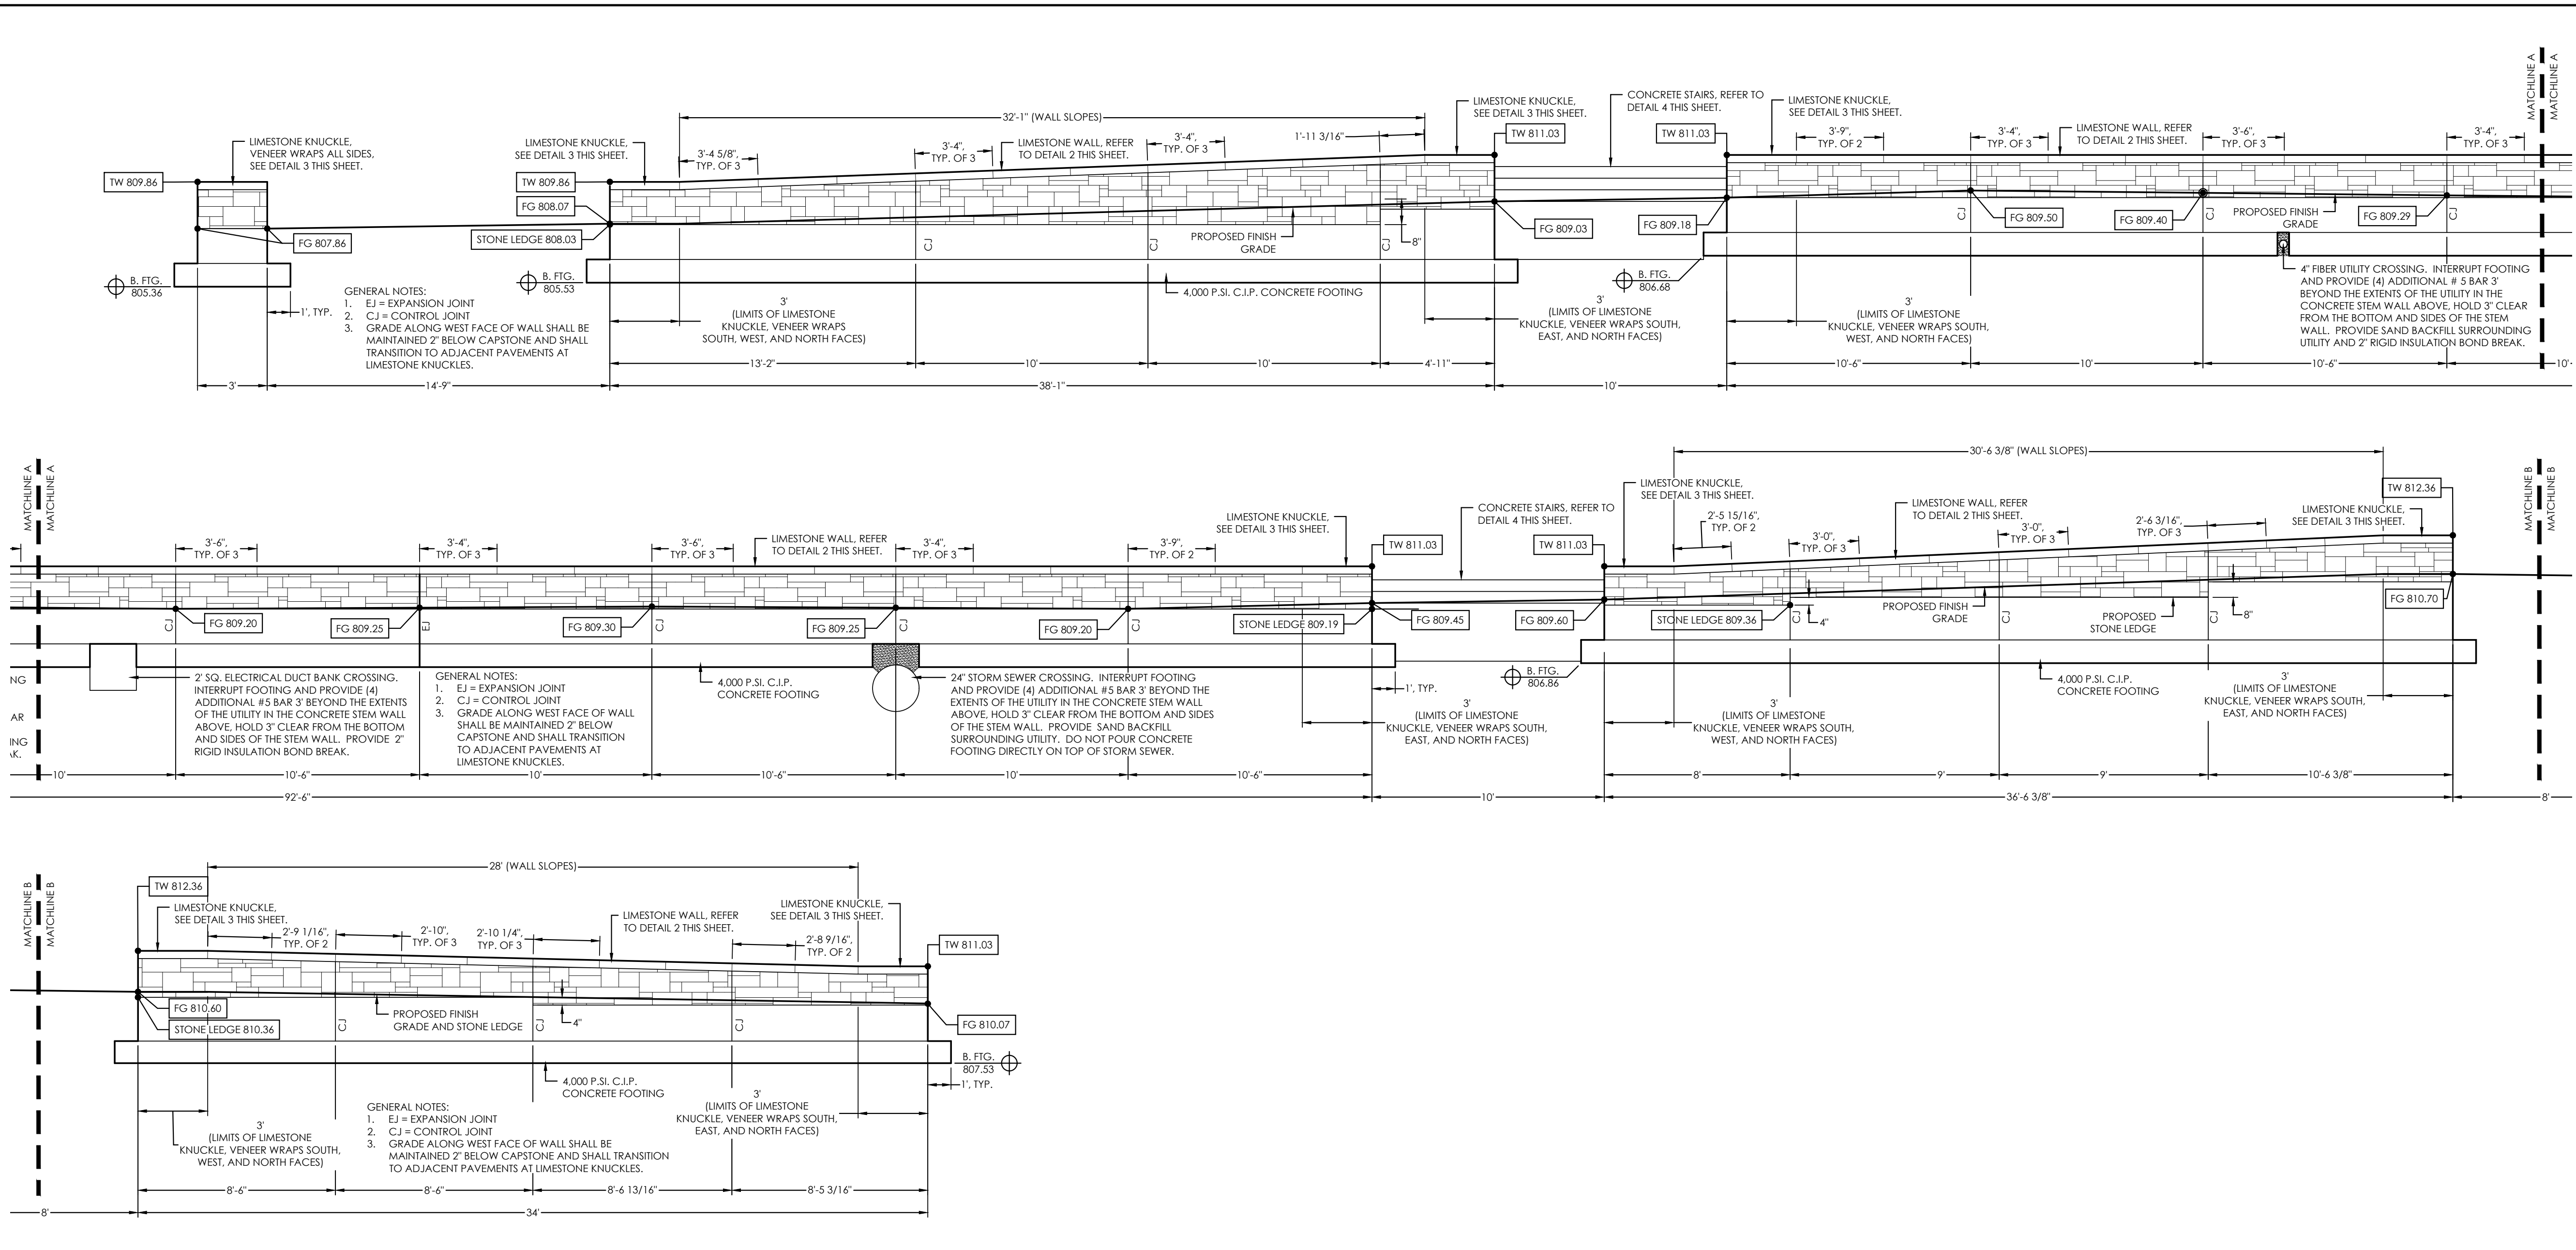 MATCHLINE A
MATCHLINE A
32'-1" (WALL SLOPES)
LIMESTONE KNUCKLE,
VENEER WRAPS ALL SIDES,
SEE DETAIL 3 THIS SHEET.
TW 809.86
FG 807.86
B. FTG.
805.36
1', TYP.
GENERAL NOTES:
1. EJ = EXPANSION JOINT
2. CJ = CONTROL JOINT
3. GRADE ALONG WEST FACE OF WALL SHALL BE
MAINTAINED 2" BELOW CAPSTONE AND SHALL
TRANSITION TO ADJACENT PAVEMENTS AT
LIMESTONE KNUCKLES.
LIMESTONE KNUCKLE,
SEE DETAIL 3 THIS SHEET.
TW 809.86
FG 808.07
STONE LEDGE 808.03
B. FTG.
805.53
3'-4 5/8",
TYP. OF 3
3'-4",
TYP. OF 3
LIMESTONE WALL, REFER
TO DETAIL 2 THIS SHEET.
3'-4",
TYP. OF 3
1'-11 3/16"
LIMESTONE KNUCKLE,
SEE DETAIL 3 THIS SHEET.
TW 811.03
CJ
CJ
CJ
PROPOSED FINISH
GRADE
8"
FG 809.03
4,000 P.S.I. C.I.P. CONCRETE FOOTING
3'
(LIMITS OF LIMESTONE
KNUCKLE, VENEER WRAPS
SOUTH, WEST, AND NORTH FACES)
3'
(LIMITS OF LIMESTONE
KNUCKLE, VENEER WRAPS SOUTH,
EAST, AND NORTH FACES)
CONCRETE STAIRS, REFER TO
DETAIL 4 THIS SHEET.
TW 811.03
LIMESTONE KNUCKLE,
SEE DETAIL 3 THIS SHEET.
3'-9",
TYP. OF 2
3'-4",
TYP. OF 3
LIMESTONE WALL, REFER
TO DETAIL 2 THIS SHEET.
3'-6",
TYP. OF 3
3'-4",
TYP. OF 3
FG 809.18
B. FTG.
806.68
CJ
FG 809.50
FG 809.40
CJ
PROPOSED FINISH
GRADE
FG 809.29
CJ
3'
(LIMITS OF LIMESTONE
KNUCKLE, VENEER WRAPS SOUTH,
WEST, AND NORTH FACES)
4" FIBER UTILITY CROSSING. INTERRUPT FOOTING
AND PROVIDE (4) ADDITIONAL # 5 BAR 3'
BEYOND THE EXTENTS OF THE UTILITY IN THE
CONCRETE STEM WALL ABOVE, HOLD 3" CLEAR
FROM THE BOTTOM AND SIDES OF THE STEM
WALL. PROVIDE SAND BACKFILL SURROUNDING
UTILITY AND 2" RIGID INSULATION BOND BREAK.
13'-2"
10'
10'
4'-11"
10'-6"
10'
10'-6"
10'-
3'
14'-9"
38'-1"
10'
MATCHLINE A
MATCHLINE A
3'-6",
TYP. OF 3
3'-4",
TYP. OF 3
3'-6",
TYP. OF 3
LIMESTONE WALL, REFER
TO DETAIL 2 THIS SHEET.
3'-4",
TYP. OF 3
3'-9",
TYP. OF 2
LIMESTONE KNUCKLE,
SEE DETAIL 3 THIS SHEET.
TW 811.03
CONCRETE STAIRS, REFER TO
DETAIL 4 THIS SHEET.
TW 811.03
LIMESTONE KNUCKLE,
SEE DETAIL 3 THIS SHEET.
30'-6 3/8" (WALL SLOPES)
2'-5 15/16",
TYP. OF 2
3'-0",
TYP. OF 3
LIMESTONE WALL, REFER
TO DETAIL 2 THIS SHEET.
3'-0",
TYP. OF 3
2'-6 3/16",
TYP. OF 3
TW 812.36
LIMESTONE KNUCKLE,
SEE DETAIL 3 THIS SHEET.
MATCHLINE B
MATCHLINE B
CJ
FG 809.20
FG 809.25
EJ
FG 809.30
CJ
FG 809.25
CJ
FG 809.20
CJ
STONE LEDGE 809.19
FG 809.45
FG 809.60
STONE LEDGE 809.36
CJ
4"
PROPOSED FINISH
GRADE
CJ
PROPOSED
STONE LEDGE
CJ
8"
FG 810.70
NG
AR
ING
AK.
2' SQ. ELECTRICAL DUCT BANK CROSSING.
INTERRUPT FOOTING AND PROVIDE (4)
ADDITIONAL #5 BAR 3' BEYOND THE EXTENTS
OF THE UTILITY IN THE CONCRETE STEM WALL
ABOVE, HOLD 3" CLEAR FROM THE BOTTOM
AND SIDES OF THE STEM WALL. PROVIDE 2"
RIGID INSULATION BOND BREAK.
GENERAL NOTES:
1. EJ = EXPANSION JOINT
2. CJ = CONTROL JOINT
3. GRADE ALONG WEST FACE OF WALL
SHALL BE MAINTAINED 2" BELOW
CAPSTONE AND SHALL TRANSITION
TO ADJACENT PAVEMENTS AT
LIMESTONE KNUCKLES.
4,000 P.SI. C.I.P.
CONCRETE FOOTING
24" STORM SEWER CROSSING. INTERRUPT FOOTING
AND PROVIDE (4) ADDITIONAL #5 BAR 3' BEYOND THE
EXTENTS OF THE UTILITY IN THE CONCRETE STEM WALL
ABOVE, HOLD 3" CLEAR FROM THE BOTTOM AND SIDES
OF THE STEM WALL. PROVIDE SAND BACKFILL
SURROUNDING UTILITY. DO NOT POUR CONCRETE
FOOTING DIRECTLY ON TOP OF STORM SEWER.
1', TYP.
3'
(LIMITS OF LIMESTONE
KNUCKLE, VENEER WRAPS SOUTH,
EAST, AND NORTH FACES)
B. FTG.
806.86
3'
(LIMITS OF LIMESTONE
KNUCKLE, VENEER WRAPS SOUTH,
WEST, AND NORTH FACES)
4,000 P.SI. C.I.P.
CONCRETE FOOTING
3'
(LIMITS OF LIMESTONE
KNUCKLE, VENEER WRAPS SOUTH,
EAST, AND NORTH FACES)
10'
10'-6"
10'
10'-6"
10'
10'-6"
8'
9'
9'
10'-6 3/8"
92'-6"
10'
36'-6 3/8"
8'
MATCHLINE B
MATCHLINE B
28' (WALL SLOPES)
TW 812.36
LIMESTONE KNUCKLE,
SEE DETAIL 3 THIS SHEET.
2'-9 1/16",
TYP. OF 2
2'-10",
TYP. OF 3
2'-10 1/4",
TYP. OF 3
LIMESTONE WALL, REFER
TO DETAIL 2 THIS SHEET.
2'-8 9/16",
TYP. OF 2
LIMESTONE KNUCKLE,
SEE DETAIL 3 THIS SHEET.
TW 811.03
FG 810.60
STONE LEDGE 810.36
CJ
PROPOSED FINISH
GRADE AND STONE LEDGE
CJ
4"
CJ
FG 810.07
B. FTG.
807.53
1', TYP.
4,000 P.SI. C.I.P.
CONCRETE FOOTING
3'
(LIMITS OF LIMESTONE
KNUCKLE, VENEER WRAPS SOUTH,
WEST, AND NORTH FACES)
GENERAL NOTES:
1. EJ = EXPANSION JOINT
2. CJ = CONTROL JOINT
3. GRADE ALONG WEST FACE OF WALL SHALL BE
MAINTAINED 2" BELOW CAPSTONE AND SHALL TRANSITION
TO ADJACENT PAVEMENTS AT LIMESTONE KNUCKLES.
3'
(LIMITS OF LIMESTONE
KNUCKLE, VENEER WRAPS SOUTH,
EAST, AND NORTH FACES)
8'-6"
8'-6"
8'-6 13/16"
8'-5 3/16"
8'
34'